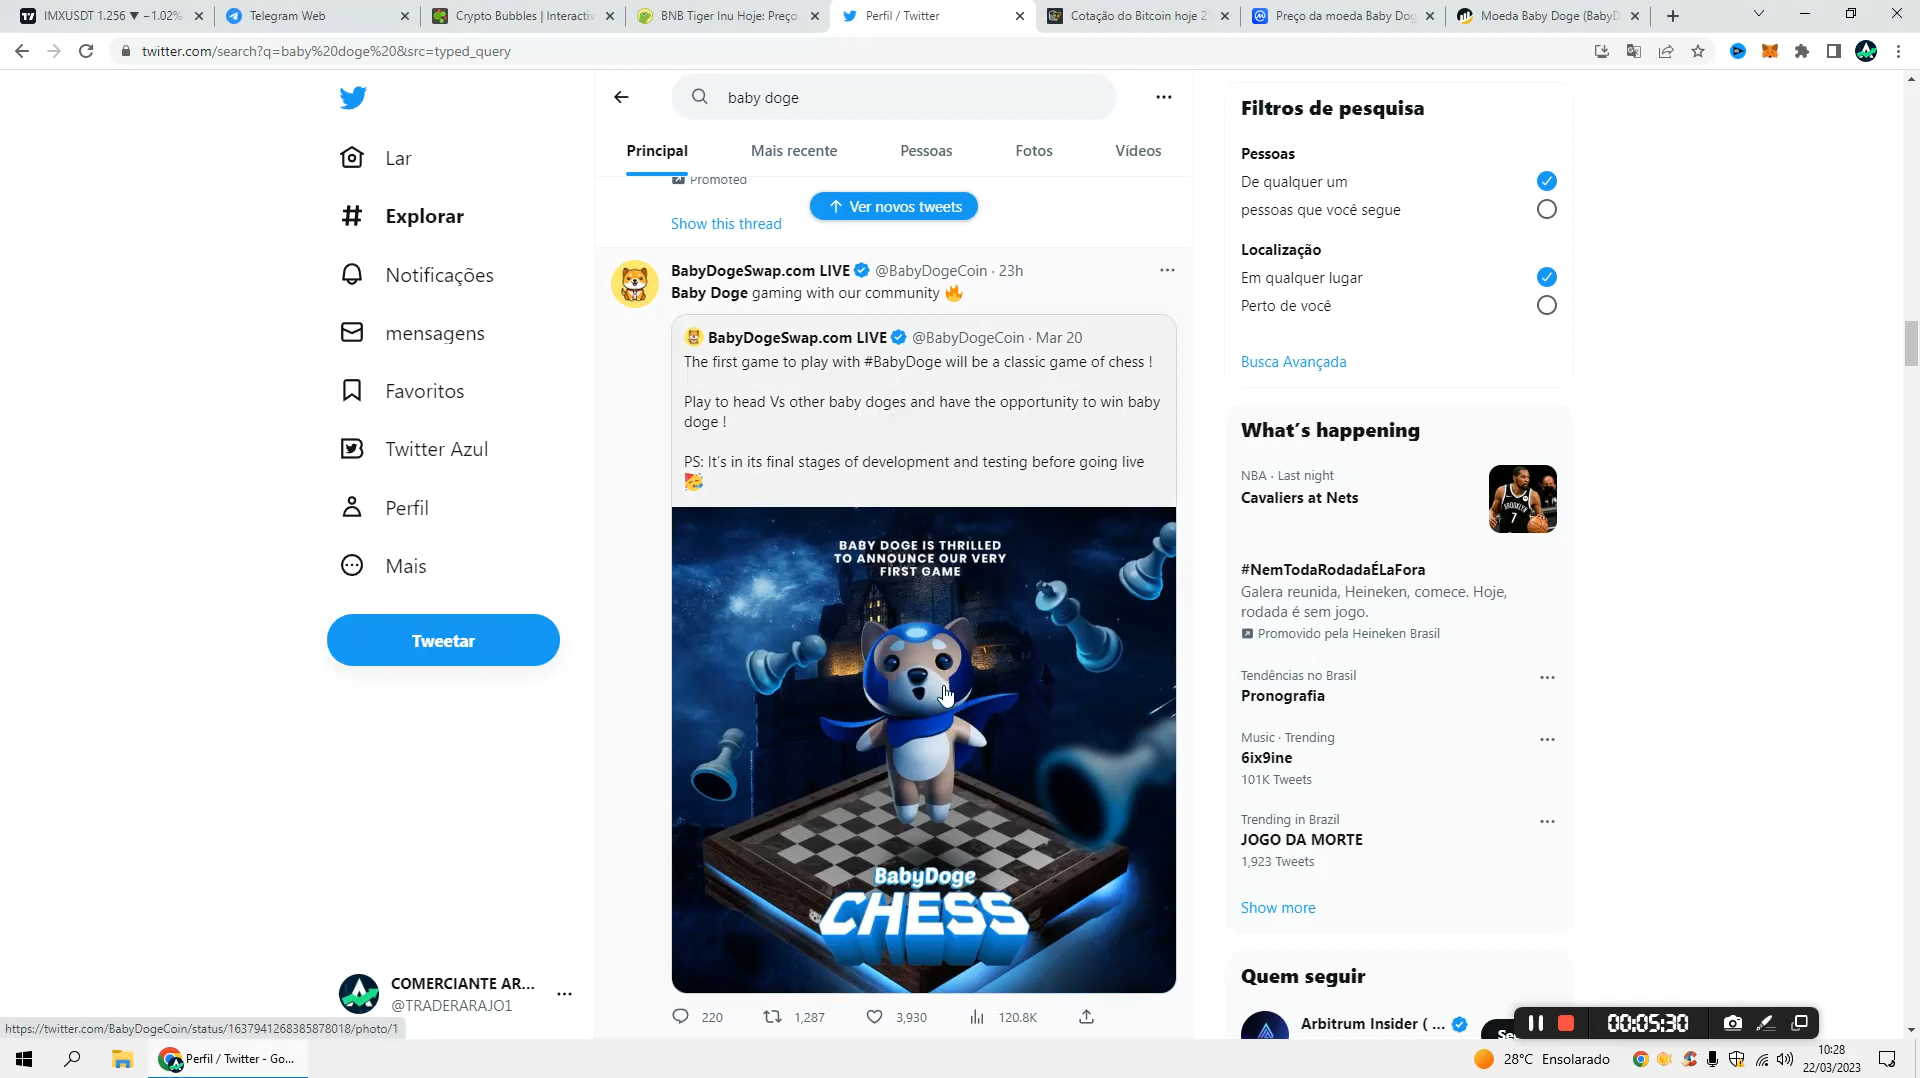 IMXUSDT 1.256 ▼ −1.02%
Telegram Web
Crypto Bubbles | Interactiv
BNB Tiger Inu Hoje: Preço
Perfil / Twitter
Cotação do Bitcoin hoje 2
Preço da moeda Baby Dog
Moeda Baby Doge (BabyD
twitter.com/search?q=baby%20doge%20&src=typed_query
Lar
Explorar
Notificações
mensagens
Favoritos
Twitter Azul
Perfil
Mais
Tweetar
COMERCIANTE AR...
@TRADERARAJO1
https://twitter.com/BabyDogeCoin/status/1637941268385878018/photo/1
baby doge
Principal
Mais recente
Pessoas
Fotos
Vídeos
Promoted
Ver novos tweets
Show this thread
BabyDogeSwap.com LIVE @BabyDogeCoin · 23h
Baby Doge gaming with our community 🔥
BabyDogeSwap.com LIVE @BabyDogeCoin · Mar 20
The first game to play with #BabyDoge will be a classic game of chess !
Play to head Vs other baby doges and have the opportunity to win baby
doge !
PS: It's in its final stages of development and testing before going live
🥳
BABY DOGE IS THRILLED
TO ANNOUNCE OUR VERY
FIRST GAME
BabyDoge
CHESS
220
1,287
3,930
120.8K
Filtros de pesquisa
Pessoas
De qualquer um
pessoas que você segue
Localização
Em qualquer lugar
Perto de você
Busca Avançada
What's happening
NBA · Last night
Cavaliers at Nets
BROOKLYN
7
#NemTodaRodadaÉLaFora
Galera reunida, Heineken, comece. Hoje,
rodada é sem jogo.
Promovido pela Heineken Brasil
Tendências no Brasil
Pronografia
Music · Trending
6ix9ine
101K Tweets
Trending in Brazil
JOGO DA MORTE
1,923 Tweets
Show more
Quem seguir
Arbitrum Insider ( ...
Se
00:05:30
Perfil / Twitter - Go...
28°C Ensolarado
10:28
22/03/2023